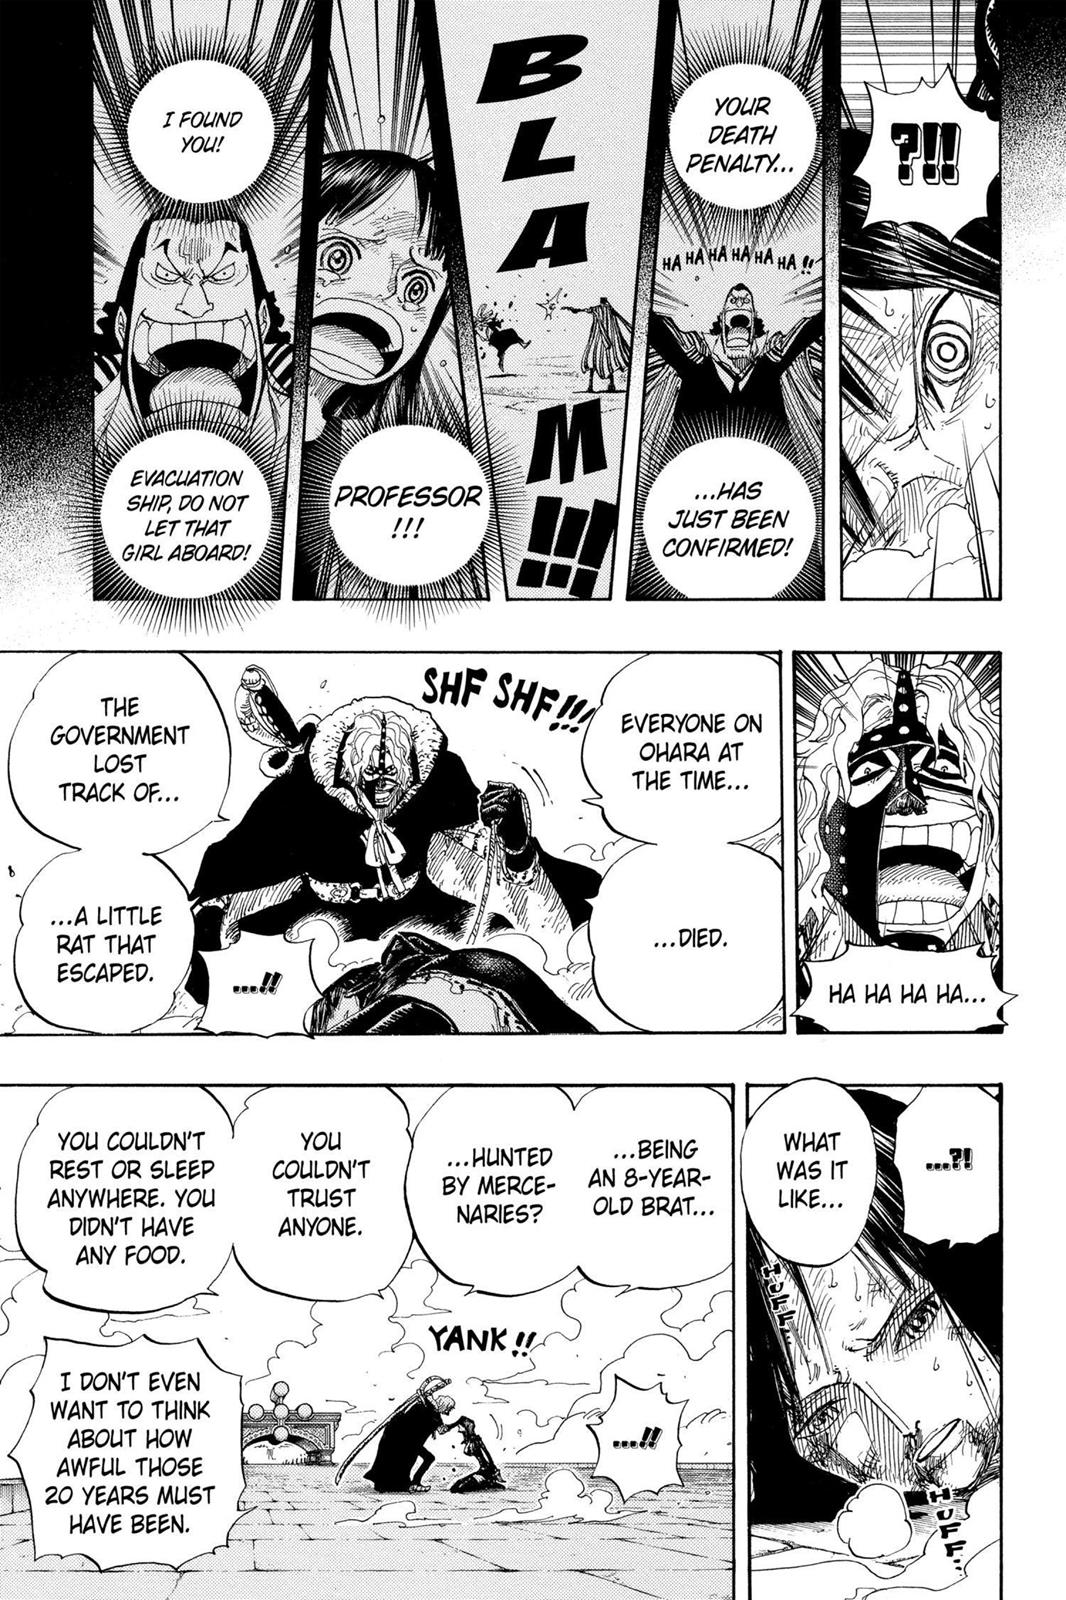 ?!!
YOUR
DEATH
PENALTY...
HA HA HA HA HA HA !!
...HAS
JUST BEEN
CONFIRMED!
BLAM!!!
PROFESSOR
!!!
I FOUND
YOU!
EVACUATION
SHIP, DO NOT
LET THAT
GIRL ABOARD!
HA HA HA HA...
SHF SHF!!!
EVERYONE ON
OHARA AT
THE TIME...
...DIED.
THE
GOVERNMENT
LOST
TRACK OF...
...A LITTLE
RAT THAT
ESCAPED.
...!!
...?!
WHAT
WAS IT
LIKE...
HUFF
HUFF...
...BEING
AN 8-YEAR-
OLD BRAT...
...HUNTED
BY MERCE-
NARIES?
YOU
COULDN'T
TRUST
ANYONE.
YOU COULDN'T
REST OR SLEEP
ANYWHERE. YOU
DIDN'T HAVE
ANY FOOD.
YANK!!
...!!
I DON'T EVEN
WANT TO THINK
ABOUT HOW
AWFUL THOSE
20 YEARS MUST
HAVE BEEN.